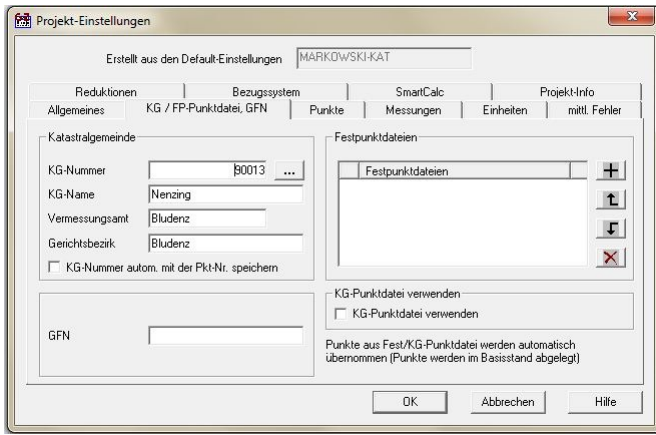 Projekt-Einstellungen
Erstellt aus den Default-Einstellungen MARKOWSKI-KAT
Reduktionen Bezugssystem SmartCalc Projekt-Info
Allgemeines KG / FP-Punktdatei, GFN Punkte Messungen Einheiten mittl. Fehler
Katastralgemeinde
KG-Nummer 90013 ...
KG-Name Nenzing
Vermessungsamt Bludenz
Gerichtsbezirk Bludenz
KG-Nummer autom. mit der Pkt-Nr. speichern
GFN
Festpunktdateien
Festpunktdateien
KG-Punktdatei verwenden
KG-Punktdatei verwenden
Punkte aus Fest/KG-Punktdatei werden automatisch
übernommen (Punkte werden im Basisstand abgelegt)
OK Abbrechen Hilfe